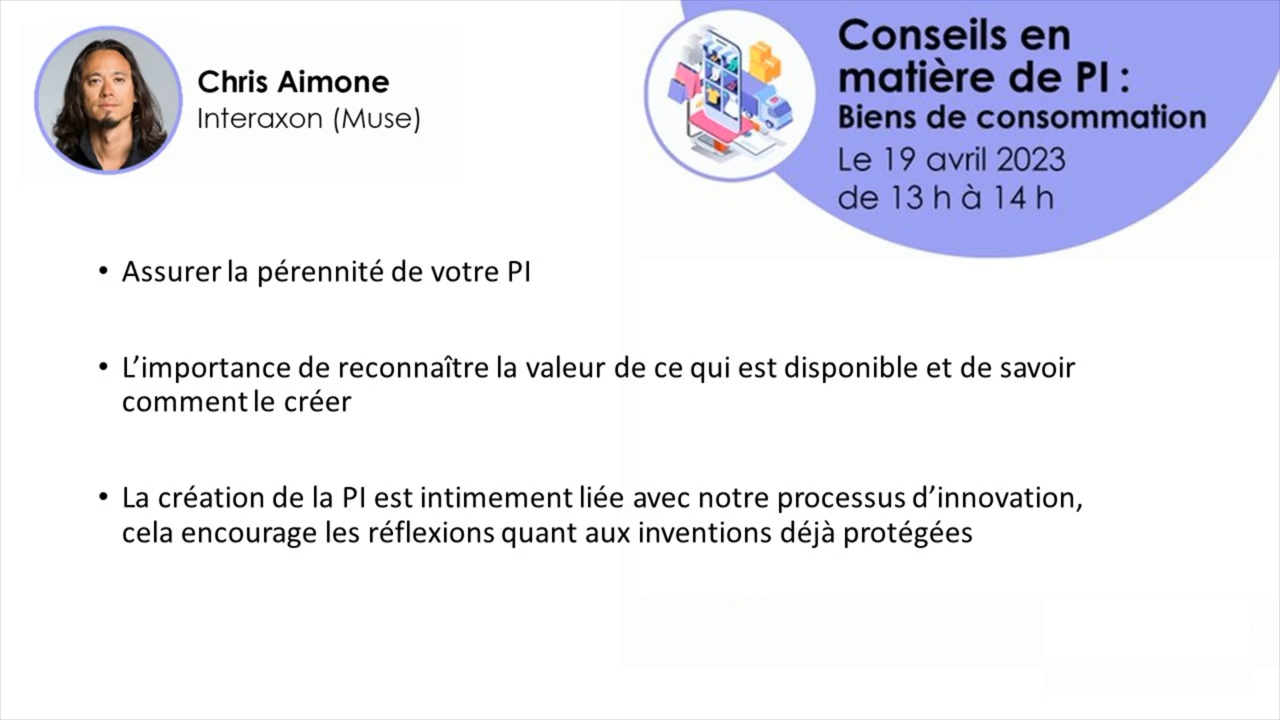 Chris Aimone
Interaxon (Muse)
Conseils en
matière de PI :
Biens de consommation
Le 19 avril 2023
de 13 h à 14 h
• Assurer la pérennité de votre PI
• L’importance de reconnaître la valeur de ce qui est disponible et de savoir
comment le créer
• La création de la PI est intimement liée avec notre processus d’innovation,
cela encourage les réflexions quant aux inventions déjà protégées